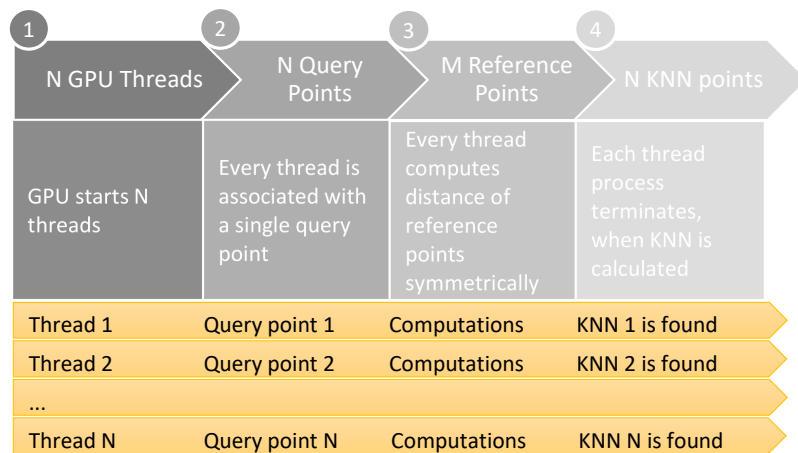 1
2
3
4
N GPU Threads
N Query
Points
M Reference
Points
N KNN points
GPU starts N
threads
Every thread is
associated with
a single query
point
Every thread
computes
distance of
reference
points
symmetrically
Each thread
process
terminates,
when KNN is
calculated
Thread 1 Query point 1 Computations KNN 1 is found
Thread 2 Query point 2 Computations KNN 2 is found
...
Thread N Query point N Computations KNN N is found